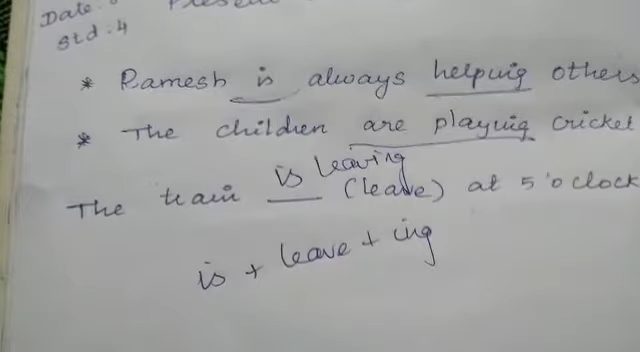 Date :
Present
Std : 4
* Ramesh is always helping others
* The children are playing cricket
is leaving
The train ___ (leave) at 5 'o clock
is + leave + ing